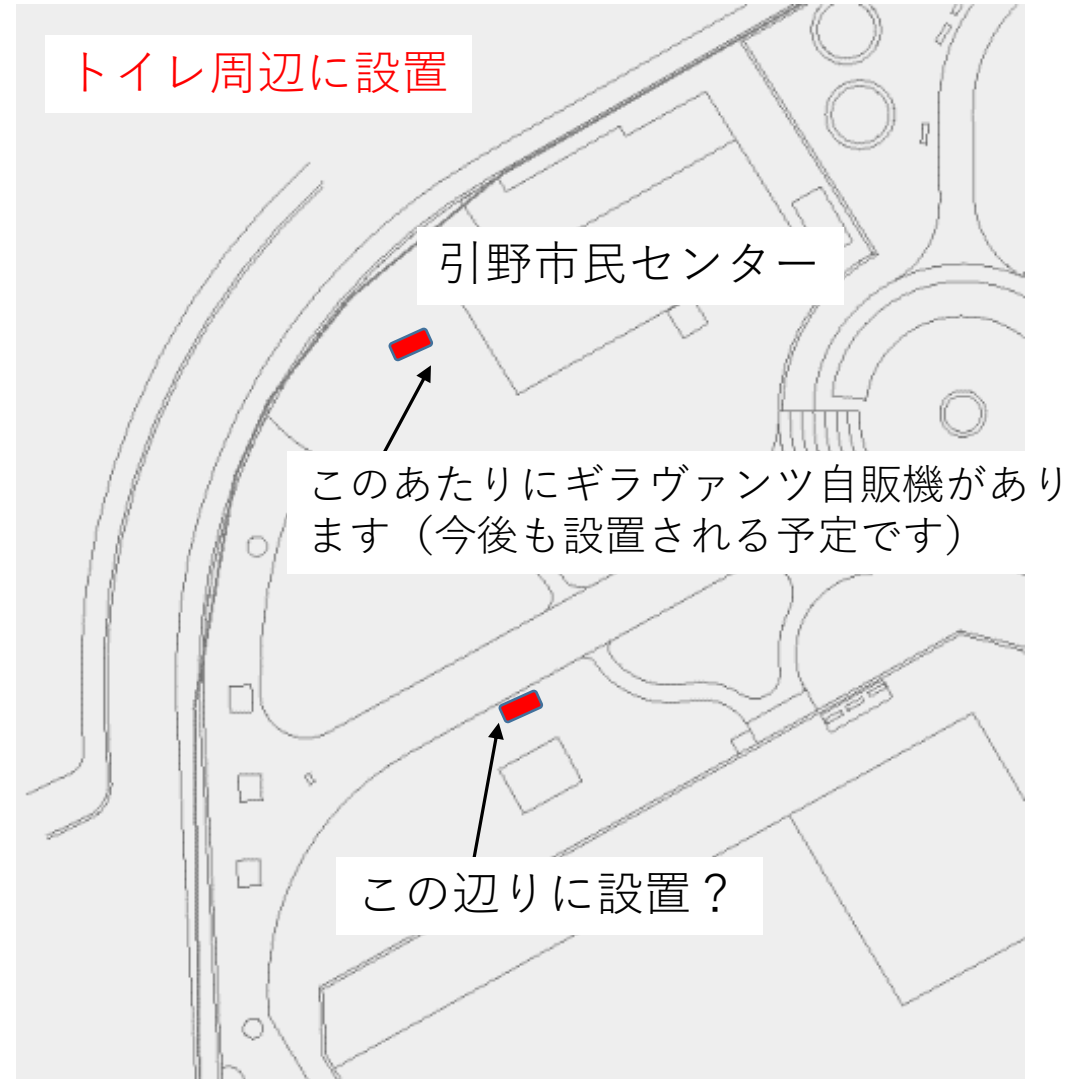 トイレ周辺に設置
引野市民センター
このあたりにギラヴァンツ自販機があり
ます（今後も設置される予定です）
この辺りに設置？